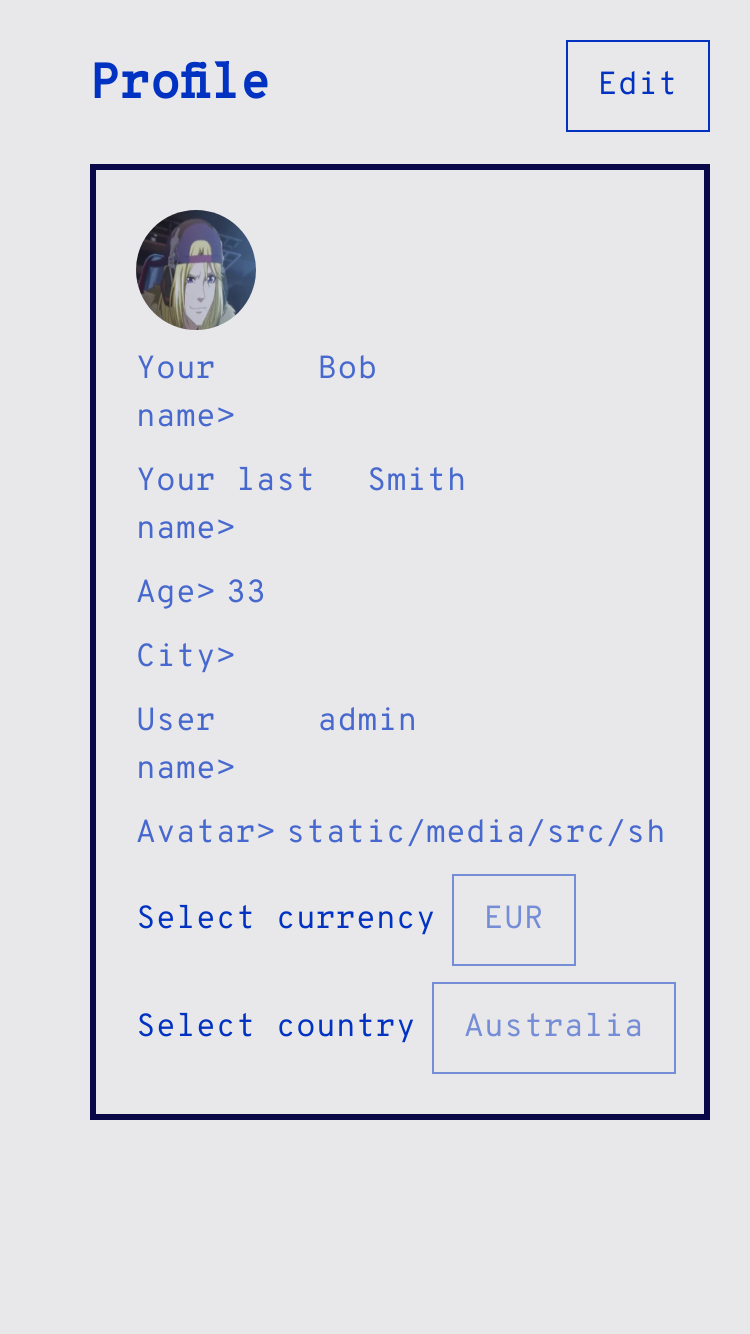 Profile
Edit
Your name> Bob
Your last name> Smith
Age> 33
City>
User name> admin
Avatar> static/media/src/sh
Select currency EUR
Select country Australia